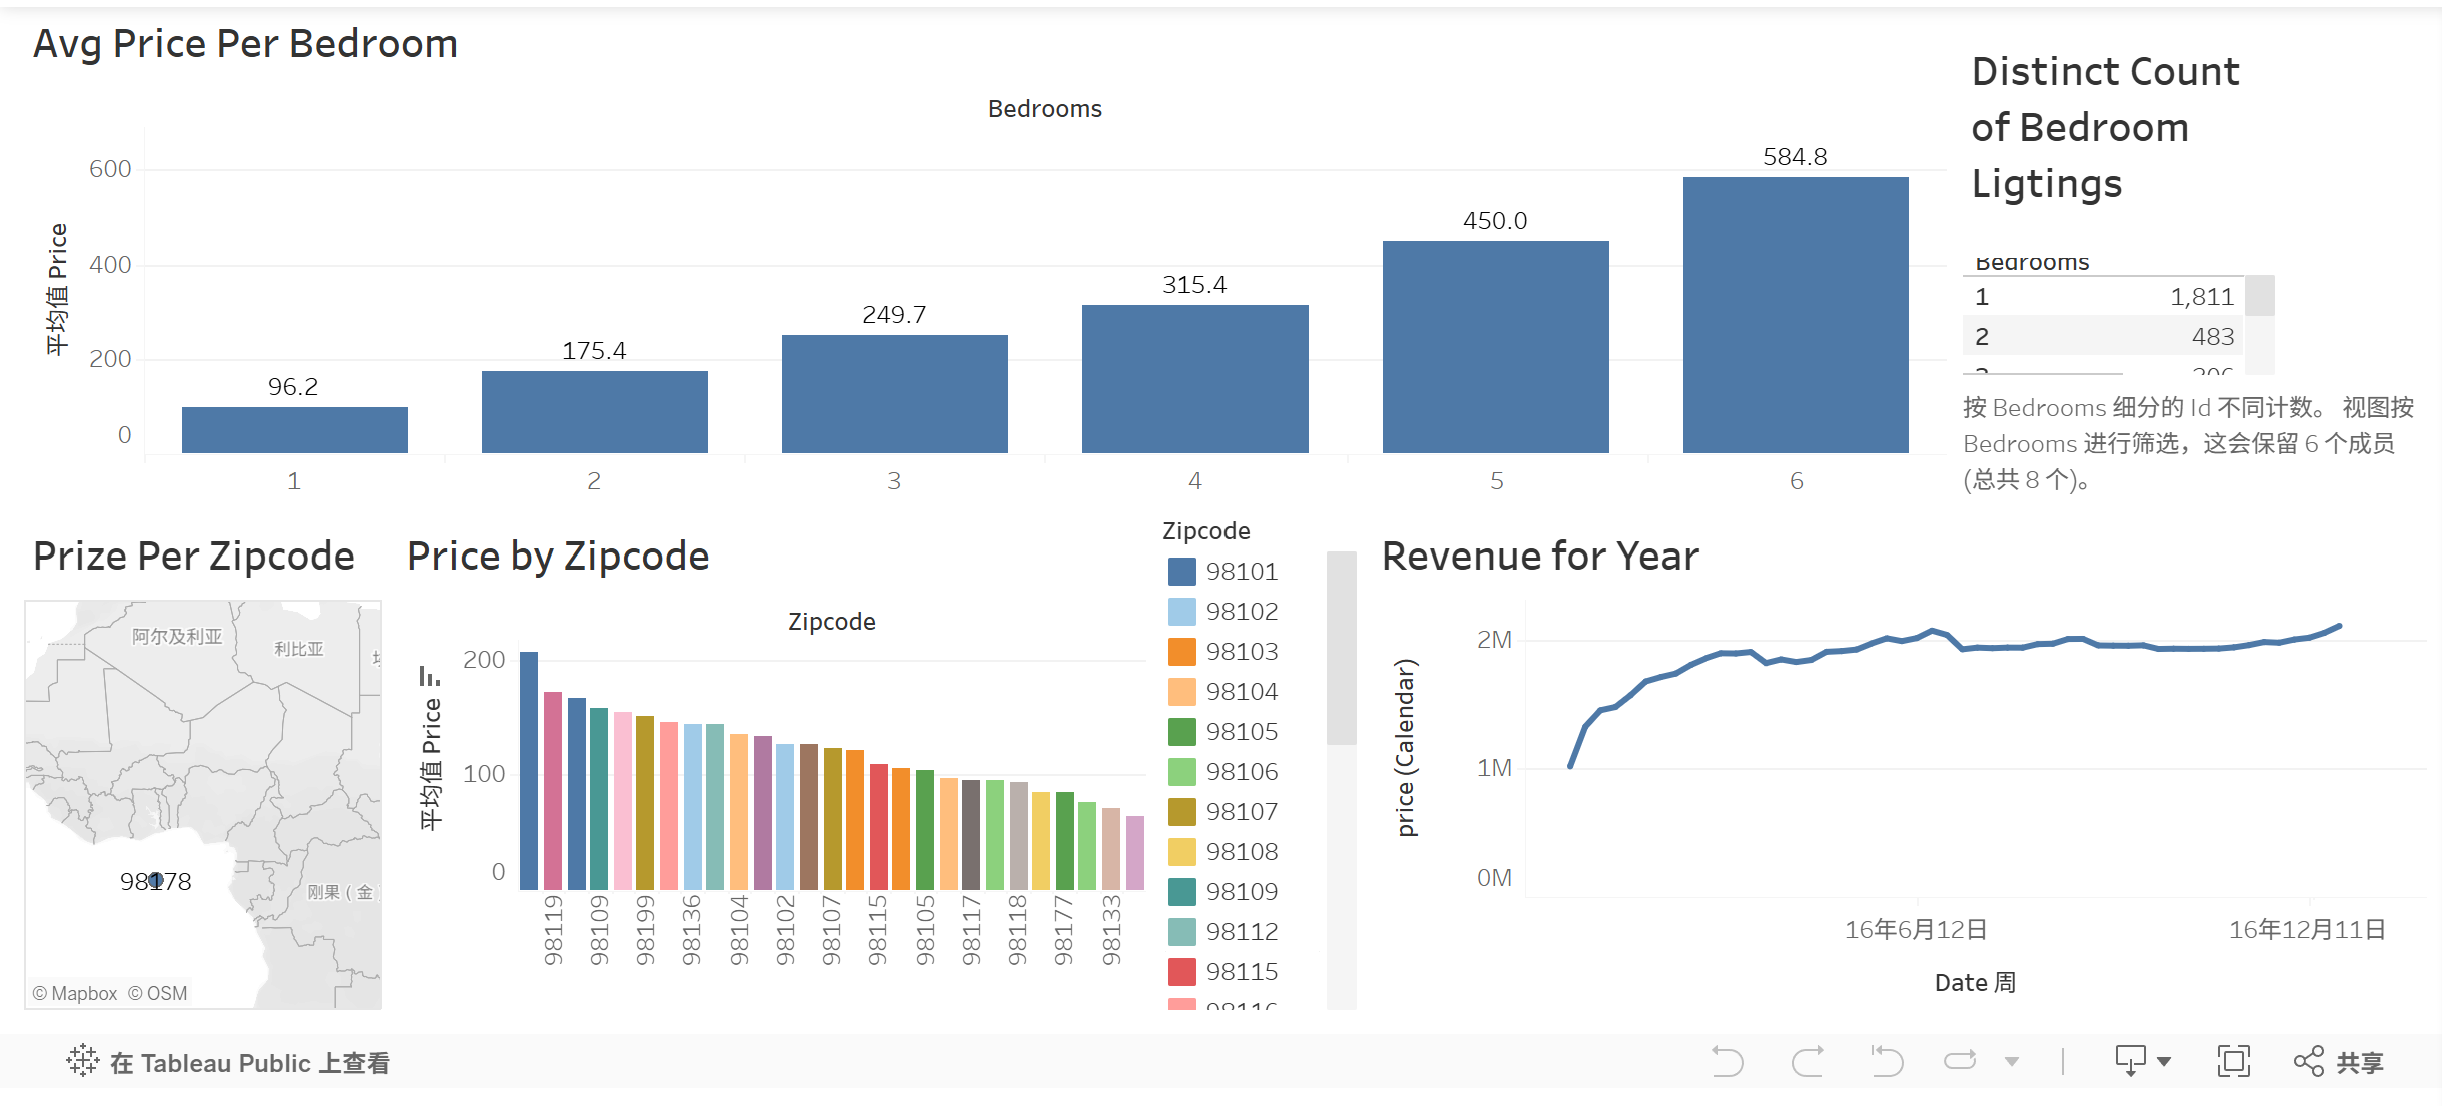 Avg Price Per Bedroom
Bedrooms
平均值 Price
600
400
200
0
96.2
175.4
249.7
315.4
450.0
584.8
1
2
3
4
5
6
Distinct Count
of Bedroom
Ligtings
Bedrooms
1 1,811
2 483
按 Bedrooms 细分的 Id 不同计数。 视图按
Bedrooms 进行筛选，这会保留 6 个成员
(总共 8 个)。
Prize Per Zipcode
阿尔及利亚
利比亚
98178
刚果 ( 金
© Mapbox © OSM
Price by Zipcode
Zipcode
平均值 Price
200
100
0
98119
98109
98199
98136
98104
98102
98107
98115
98105
98117
98118
98177
98133
Zipcode
98101
98102
98103
98104
98105
98106
98107
98108
98109
98112
98115
98116
Revenue for Year
price (Calendar)
2M
1M
0M
16年6月12日
16年12月11日
Date 周
在 Tableau Public 上查看
共享